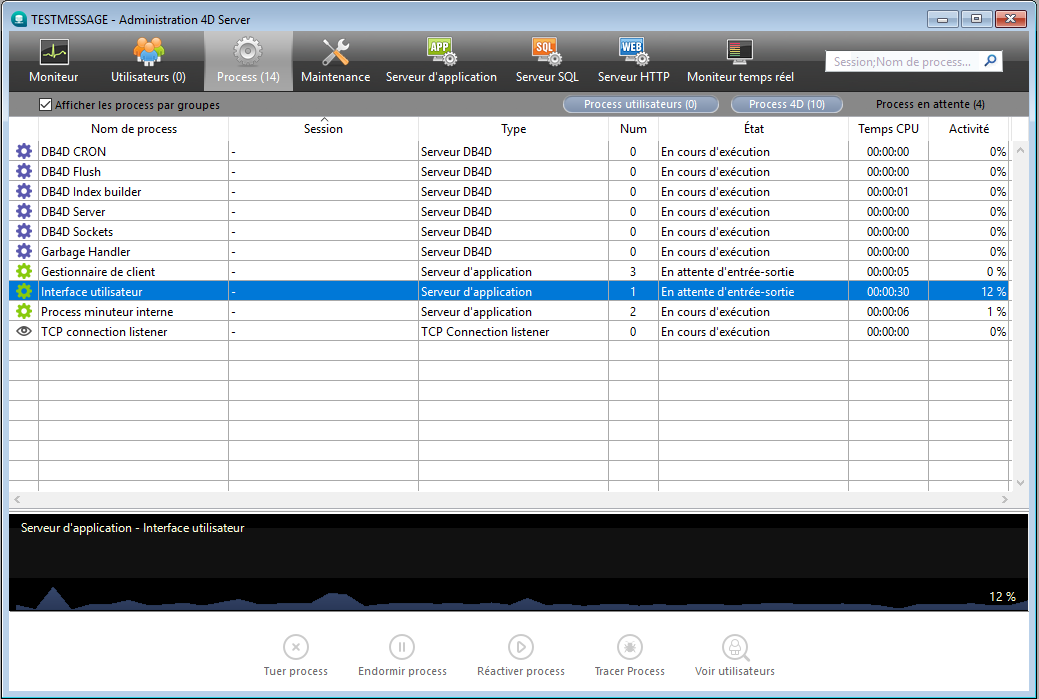 TESTMESSAGE - Administration 4D Server
APP SQL WEB
Moniteur Utilisateurs (0) Process (14) Maintenance Serveur d'application Serveur SQL Serveur HTTP Moniteur temps réel Session;Nom de process...
Afficher les process par groupes Process utilisateurs (0) Process 4D (10) Process en attente (4)
Nom de process Session Type Num État Temps CPU Activité
DB4D CRON - Serveur DB4D 0 En cours d'exécution 00:00:00 0%
DB4D Flush - Serveur DB4D 0 En cours d'exécution 00:00:00 0%
DB4D Index builder - Serveur DB4D 0 En cours d'exécution 00:00:01 0%
DB4D Server - Serveur DB4D 0 En cours d'exécution 00:00:00 0%
DB4D Sockets - Serveur DB4D 0 En cours d'exécution 00:00:00 0%
Garbage Handler - Serveur DB4D 0 En cours d'exécution 00:00:00 0%
Gestionnaire de client - Serveur d'application 3 En attente d'entrée-sortie 00:00:05 0 %
Interface utilisateur - Serveur d'application 1 En attente d'entrée-sortie 00:00:30 12 %
Process minuteur interne - Serveur d'application 2 En cours d'exécution 00:00:06 1 %
TCP connection listener - TCP Connection listener 0 En cours d'exécution 00:00:00 0%
Serveur d'application - Interface utilisateur
12 %
Tuer process Endormir process Réactiver process Tracer Process Voir utilisateurs